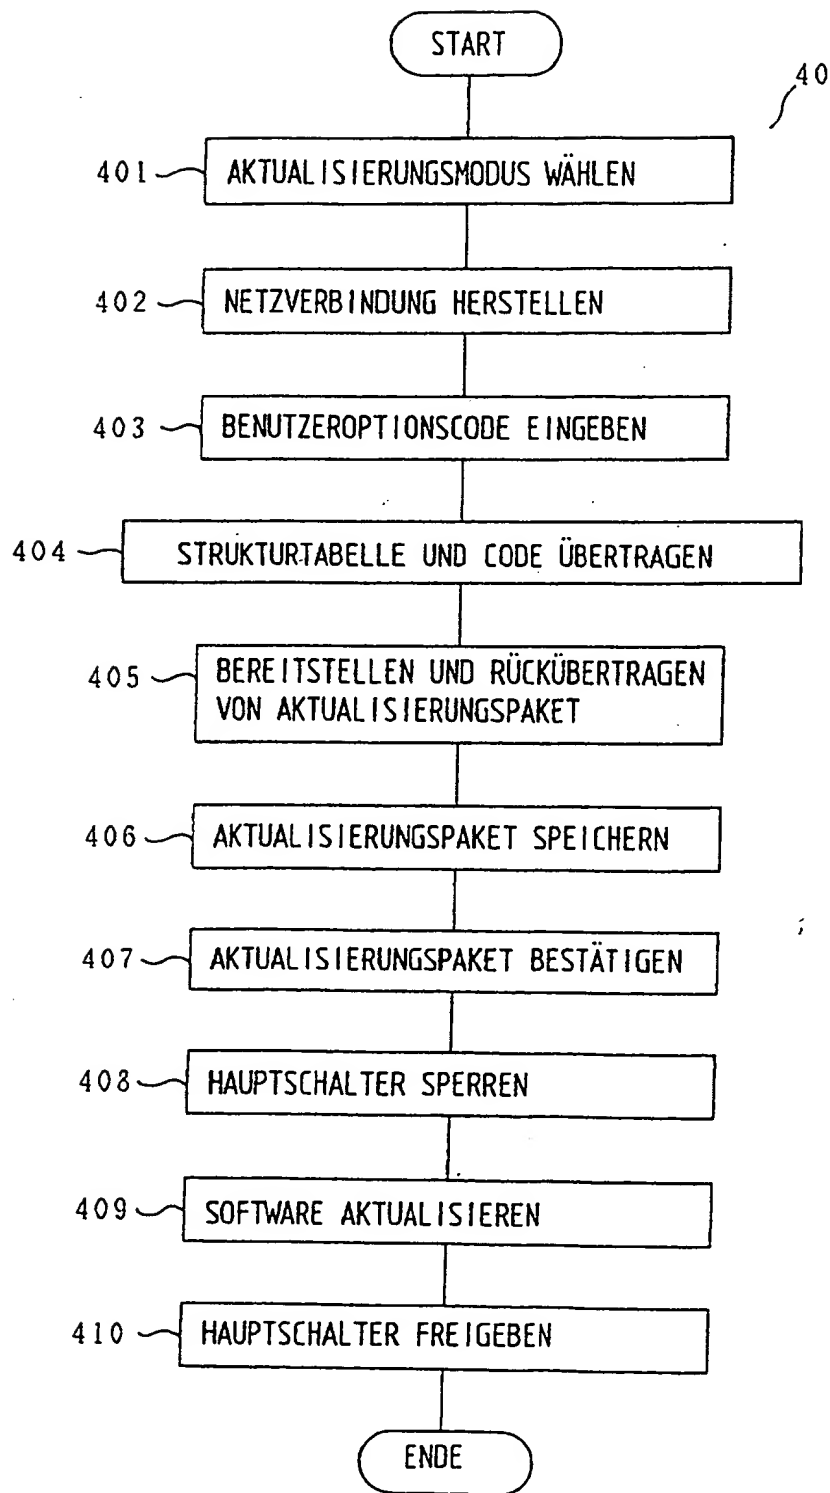 START
40
401 AKTUALISIERUNGSMODUS WÄHLEN
402 NETZVERBINDUNG HERSTELLEN
403 BENUTZEROPTIONSCODE EINGEBEN
404 STRUKTURTABELLE UND CODE ÜBERTRAGEN
405 BEREITSTELLEN UND RÜCKÜBERTRAGEN
VON AKTUALISIERUNGSPAKET
406 AKTUALISIERUNGSPAKET SPEICHERN
407 AKTUALISIERUNGSPAKET BESTÄTIGEN
408 HAUPTSCHALTER SPERREN
409 SOFTWARE AKTUALISIEREN
410 HAUPTSCHALTER FREIGEBEN
ENDE